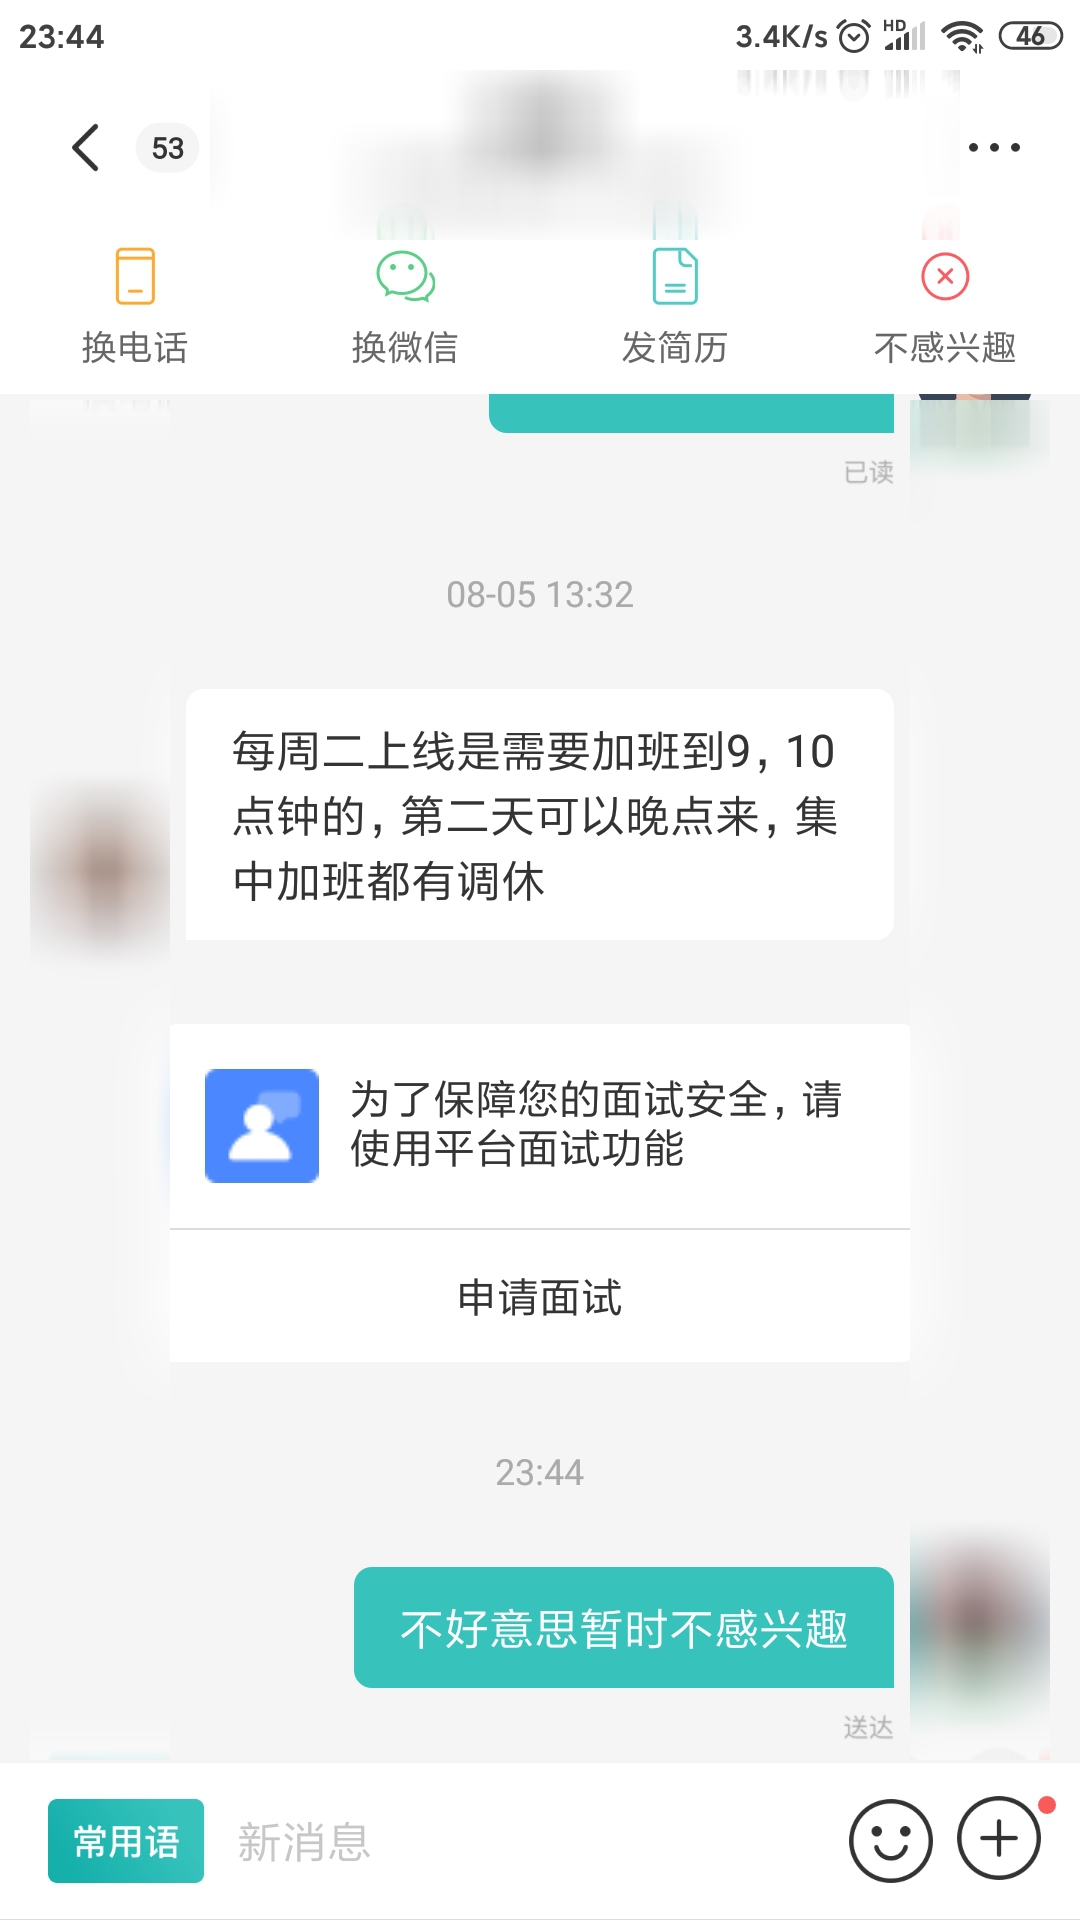 23:44
3.4K/s HD 46
53
换电话 换微信 发简历 不感兴趣
已读
08-05 13:32
每周二上线是需要加班到9，10
点钟的，第二天可以晚点来，集
中加班都有调休
为了保障您的面试安全，请
使用平台面试功能
申请面试
23:44
不好意思暂时不感兴趣
送达
常用语 新消息